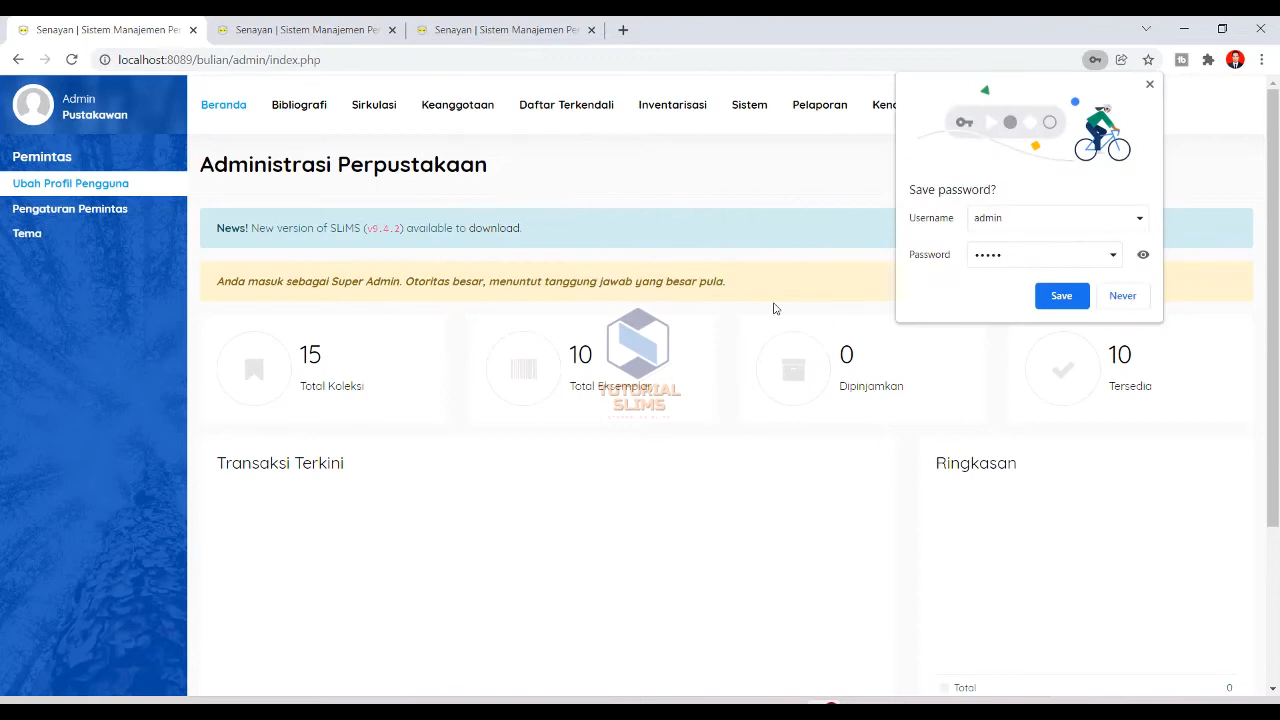 Senayan | Sistem Manajemen Per
Senayan | Sistem Manajemen Per
Senayan | Sistem Manajemen Per
localhost:8089/bulian/admin/index.php
Admin
Pustakawan
Beranda
Bibliografi
Sirkulasi
Keanggotaan
Daftar Terkendali
Inventarisasi
Sistem
Pelaporan
Pemintas
Ubah Profil Pengguna
Pengaturan Pemintas
Tema
Administrasi Perpustakaan
News! New version of SLiMS (v9.4.2) available to download.
Anda masuk sebagai Super Admin. Otoritas besar, menuntut tanggung jawab yang besar pula.
Save password?
Username admin
Password •••••
Save
Never
15
Total Koleksi
10
Total Eksemplar
0
Dipinjamkan
10
Tersedia
TUTORIAL
SLIMS
Transaksi Terkini
Ringkasan
Total 0